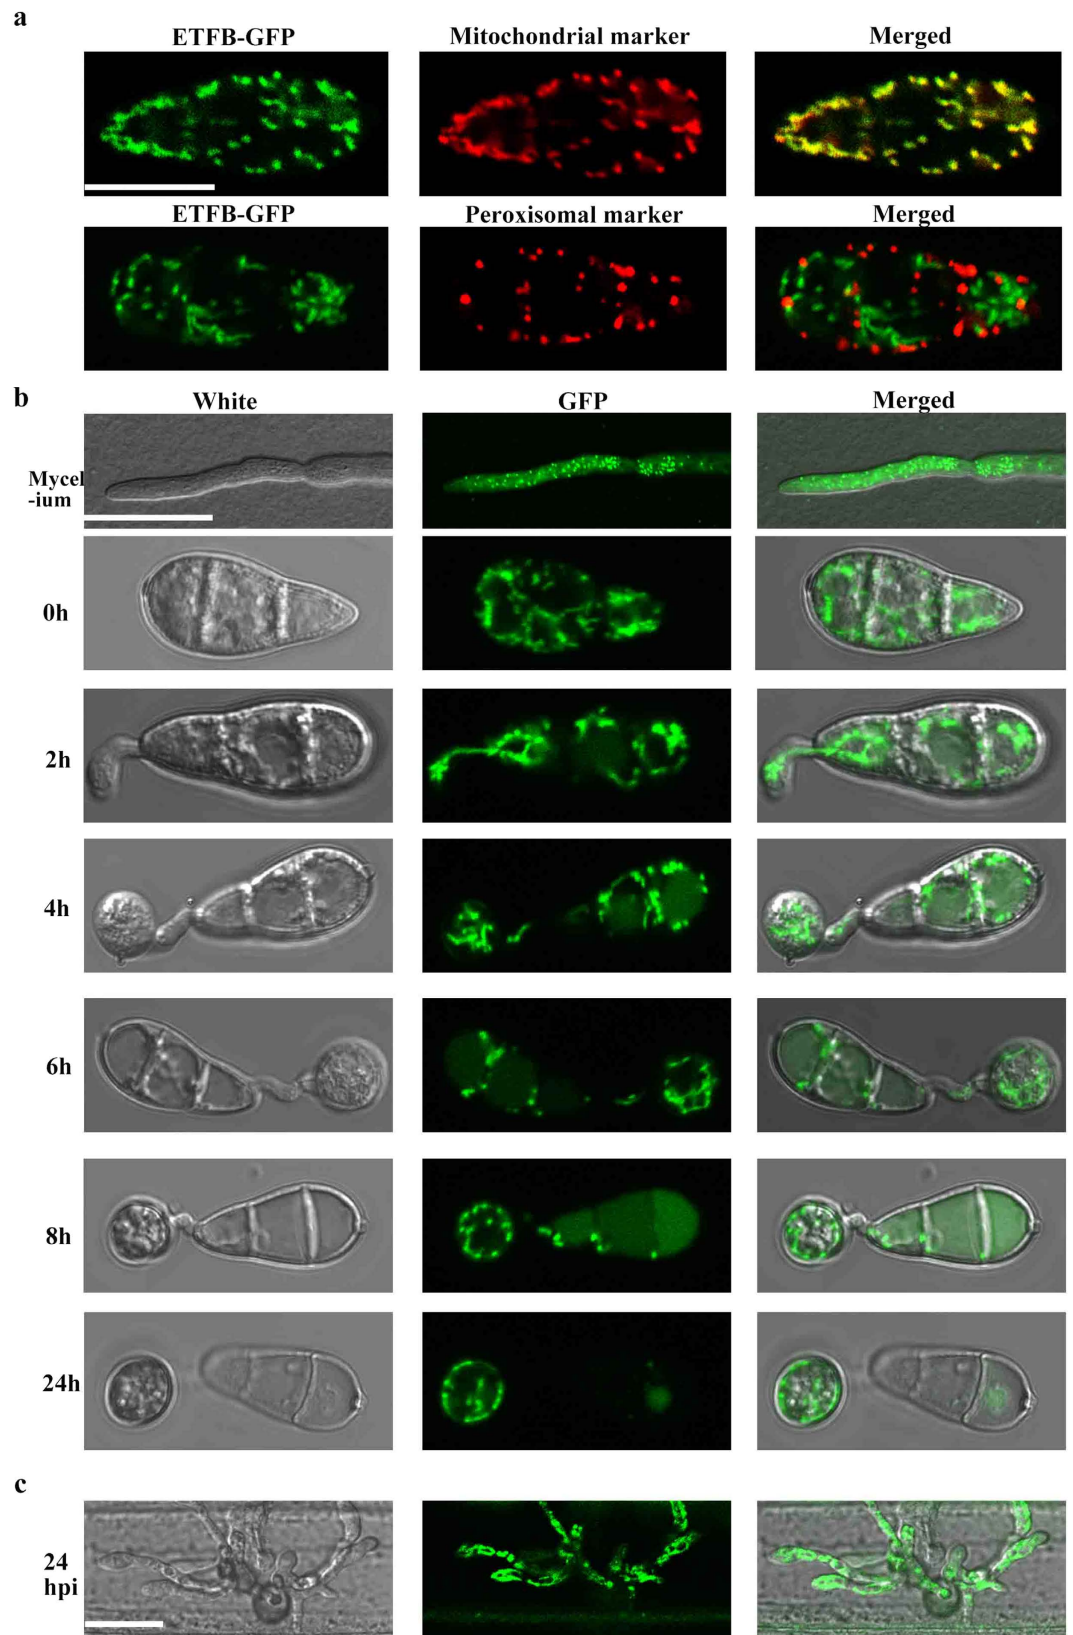 a
ETFB-GFP Mitochondrial marker Merged
ETFB-GFP Peroxisomal marker Merged
b
White GFP Merged
Mycel
-ium
0h
2h
4h
6h
8h
24h
c
24
hpi